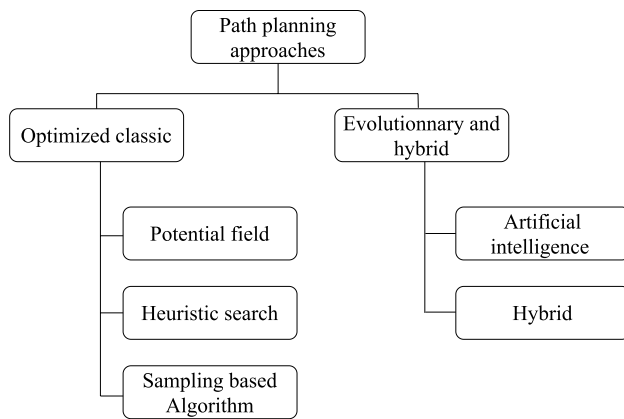 Path planning
approaches
Optimized classic
Evolutionnary and
hybrid
Potential field
Artificial
intelligence
Heuristic search
Hybrid
Sampling based
Algorithm